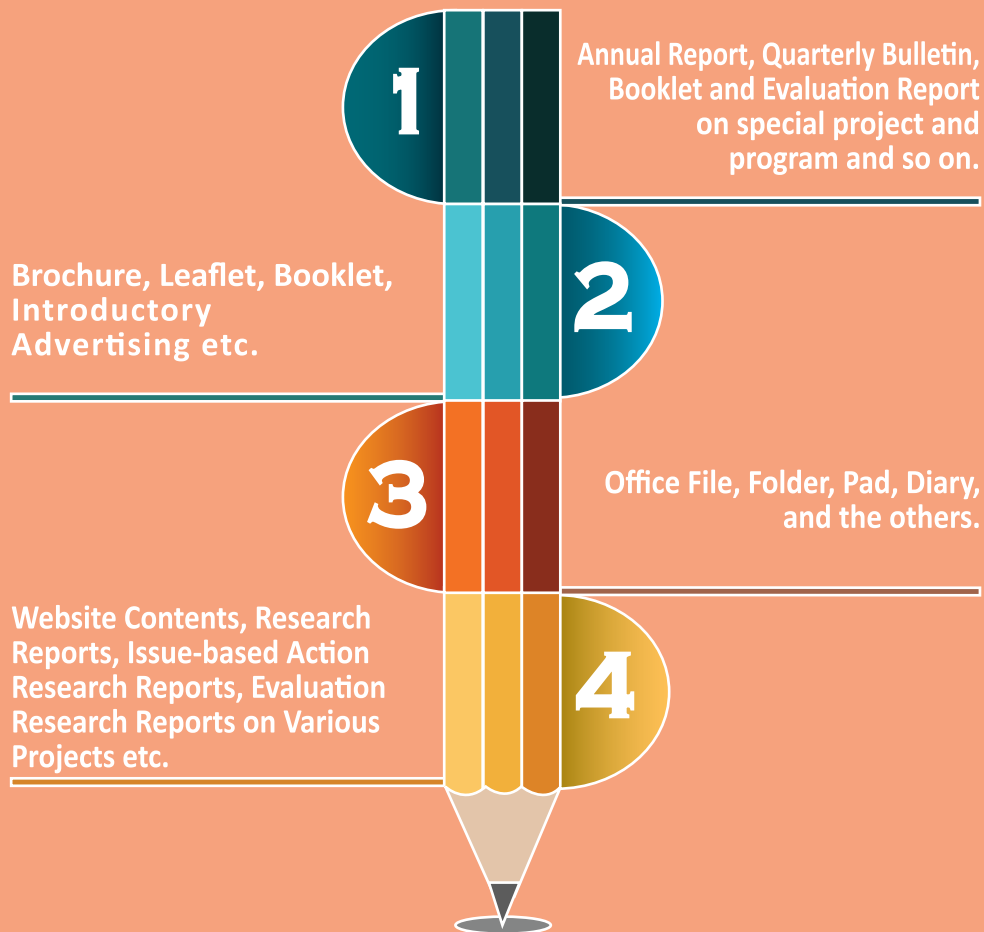 1
Annual Report, Quarterly Bulletin,
Booklet and Evaluation Report
on special project and
program and so on.
2
Brochure, Leaflet, Booklet,
Introductory
Advertising etc.
3
Office File, Folder, Pad, Diary,
and the others.
4
Website Contents, Research
Reports, Issue-based Action
Research Reports, Evaluation
Research Reports on Various
Projects etc.